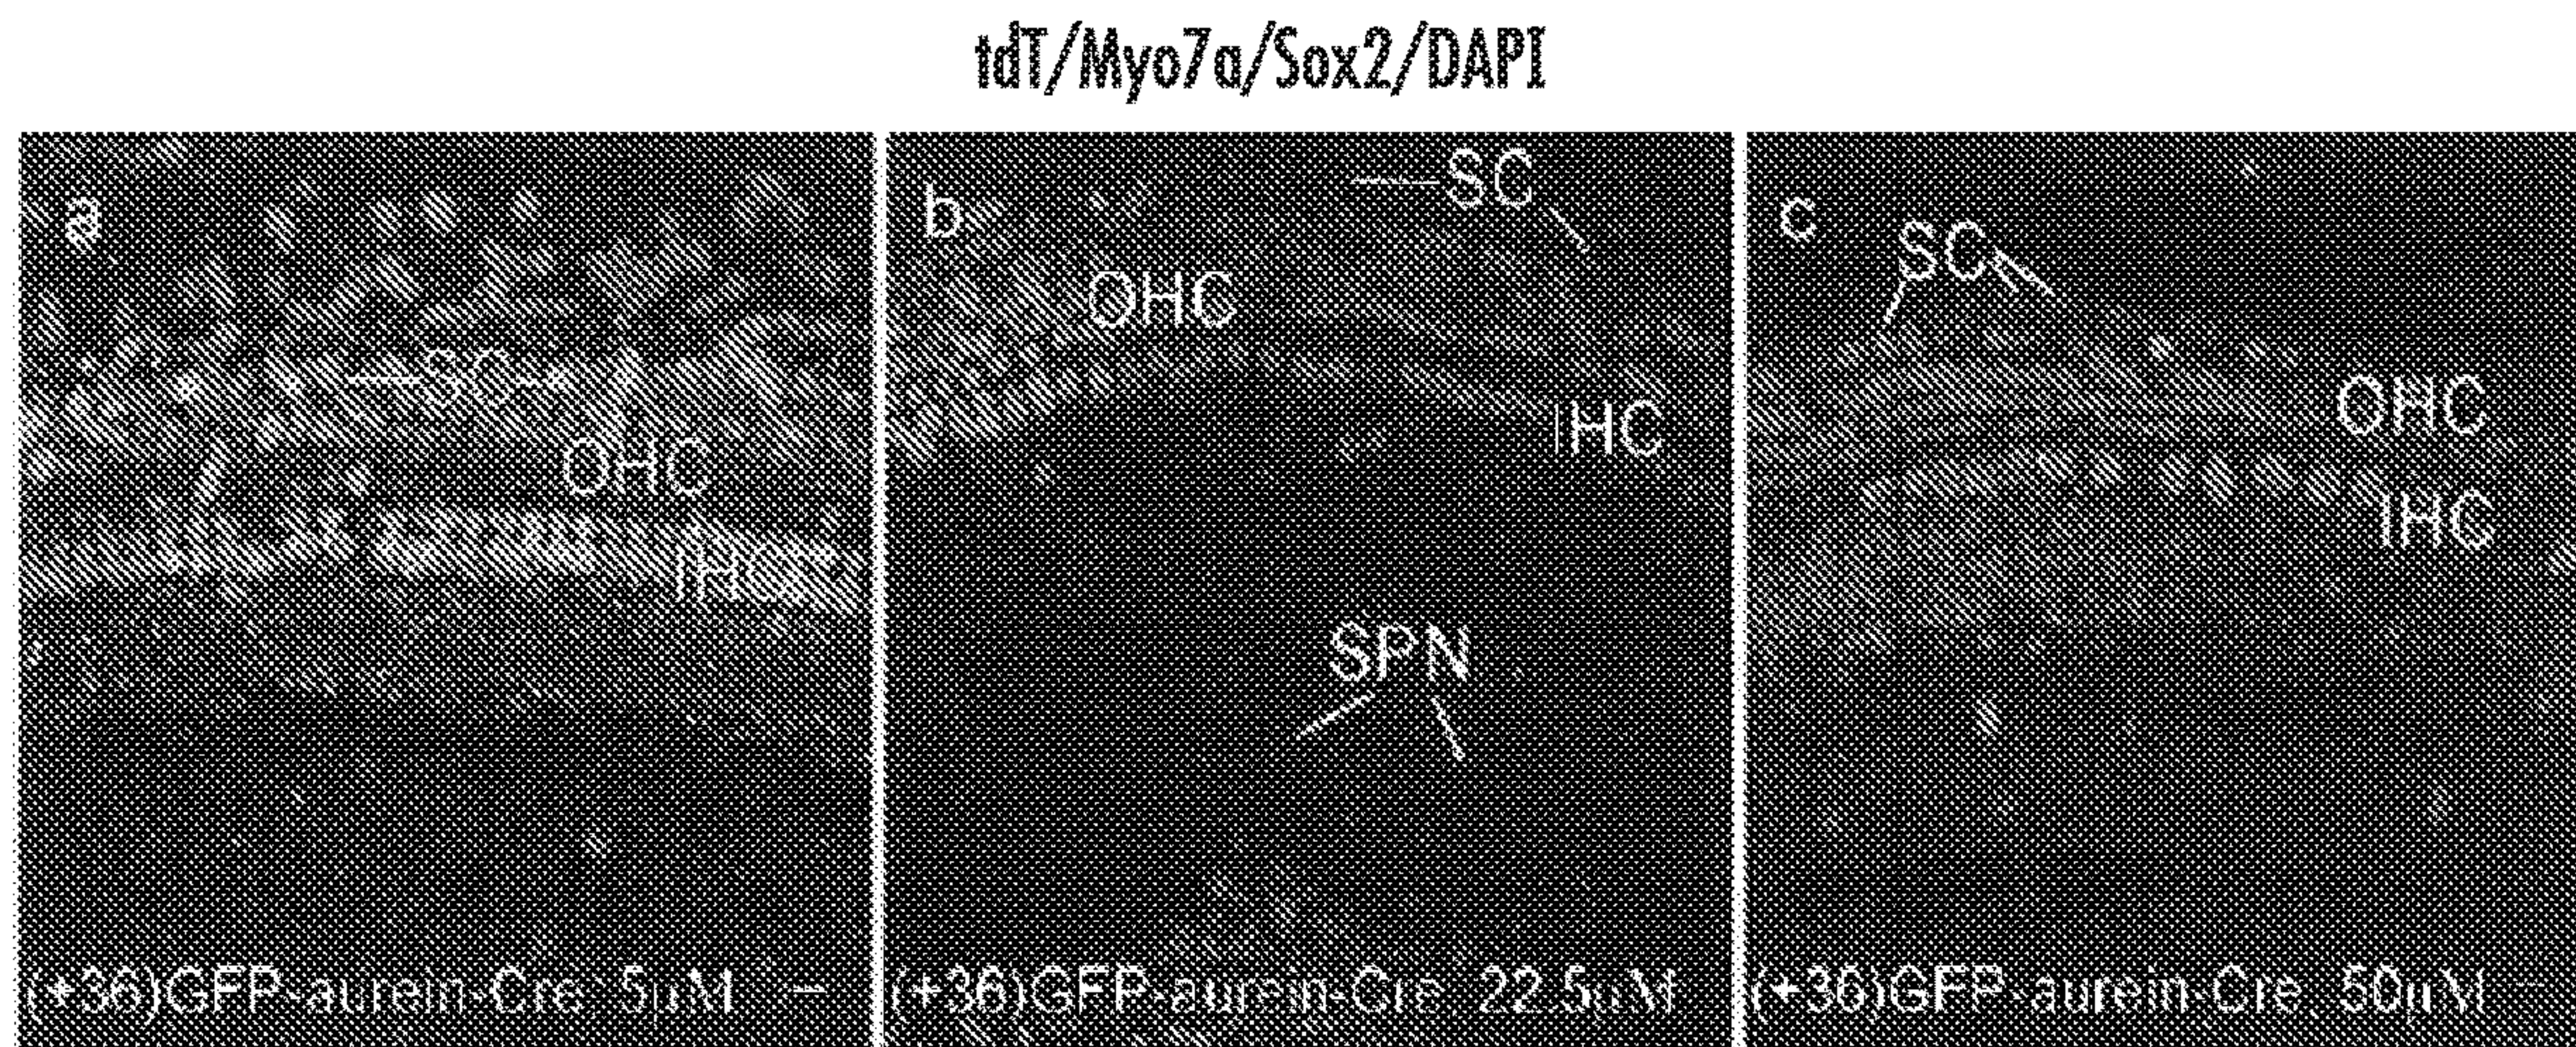 tdT/Myo7a/Sox2/DAPI
a
SC
OHC
IHC
(+36)GFP-aurein-Cre, 5μM
b
SC
OHC
IHC
SPN
(+36)GFP-aurein-Cre 22.5μM
c
SC
OHC
IHC
(+36)GFP-aurein-Cre, 50μM